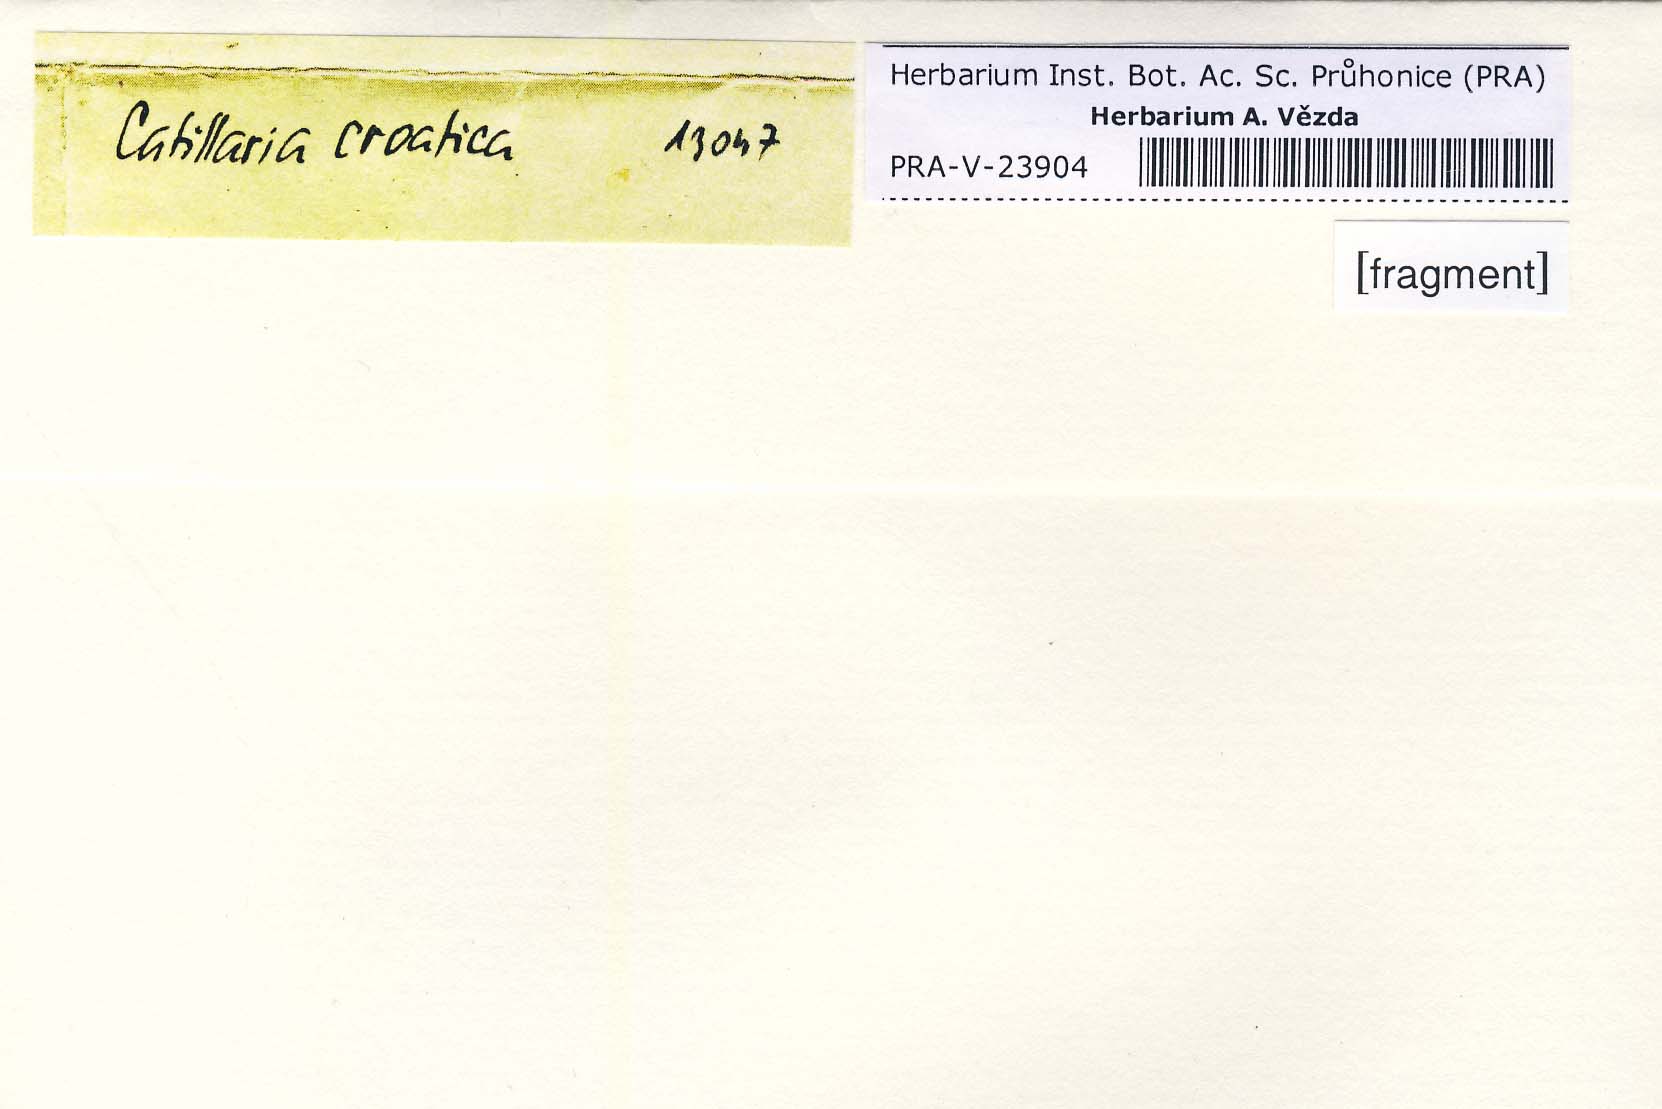 Catillaria croatica 13047
Herbarium Inst. Bot. Ac. Sc. Průhonice (PRA)
Herbarium A. Vězda
PRA-V-23904
[fragment]